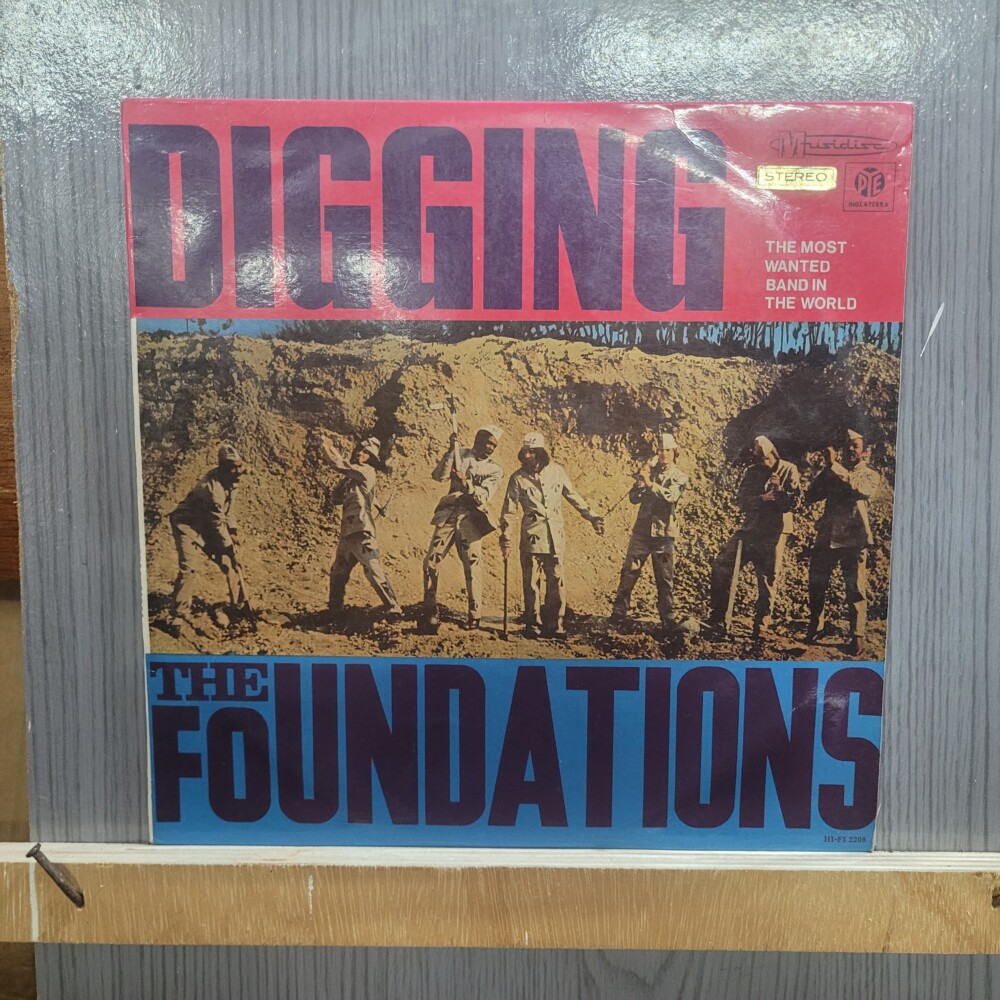 DIGGING
Musidisc
STEREO
PYE
INGLATERRA
THE MOST
WANTED
BAND IN
THE WORLD
THE
FOUNDATIONS
HI-FI 2208